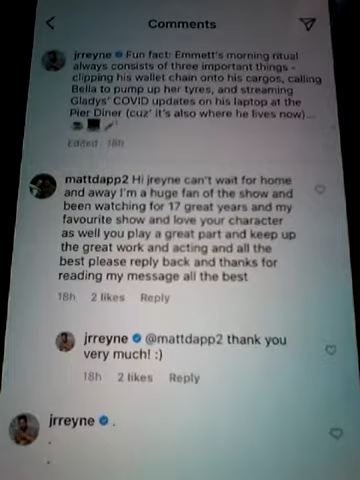 Comments
jrreyne Fun fact: Emmett's morning ritual
always consists of three important things -
clipping his wallet chain onto his cargos, calling
Bella to pump up her tyres, and streaming
Gladys' COVID updates on his laptop at the
Pier Diner (cuz' it's also where he lives now)...
Edited · 18h
mattdapp2 Hi jreyne can't wait for home
and away I'm a huge fan of the show and
been watching for 17 great years and my
favourite show and love your character
as well you play a great part and keep up
the great work and acting and all the
best please reply back and thanks for
reading my message all the best
18h 2 likes Reply
jrreyne @mattdapp2 thank you
very much! :)
18h 2 likes Reply
jrreyne .
.
.